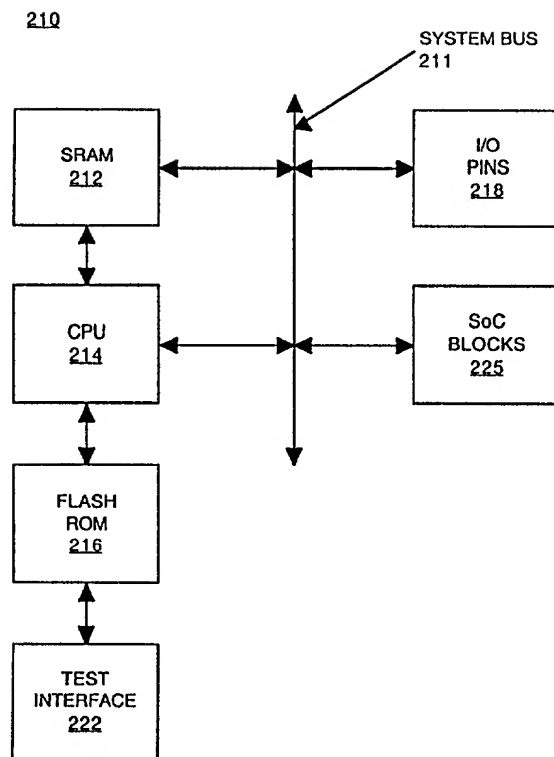 210
SYSTEM BUS
211
SRAM
212
I/O
PINS
218
CPU
214
SoC
BLOCKS
225
FLASH
ROM
216
TEST
INTERFACE
222